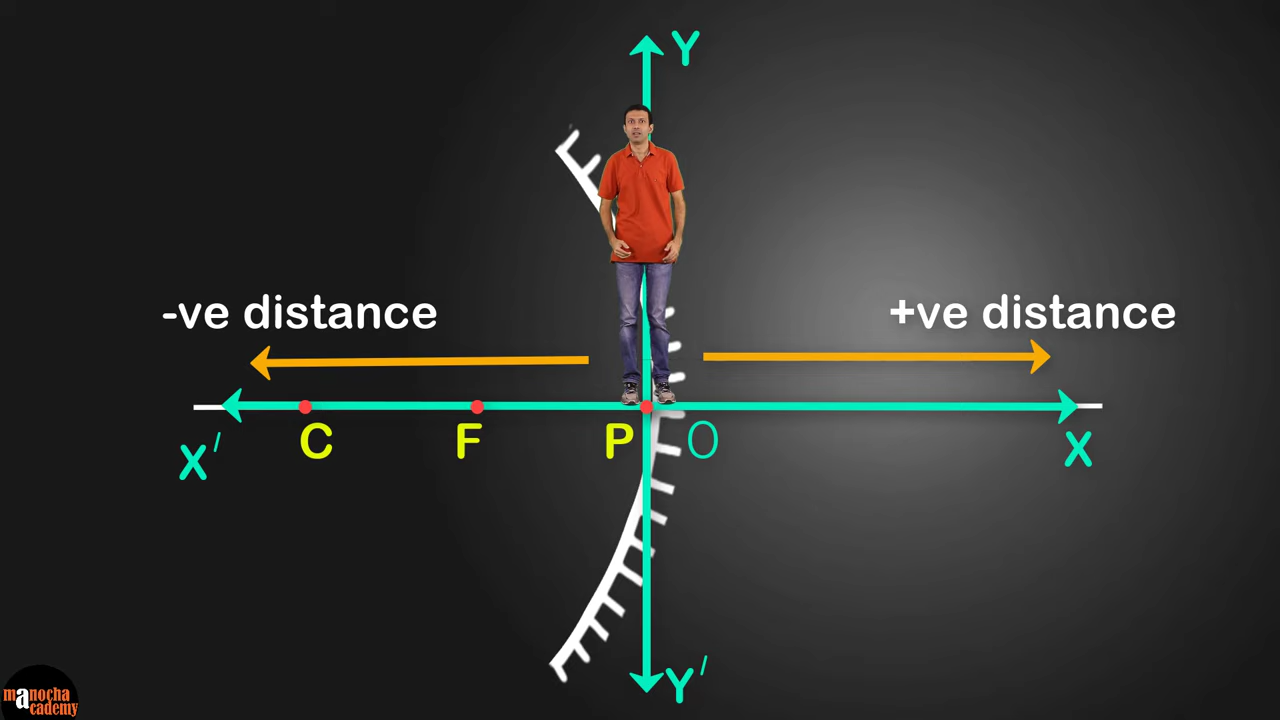 Y
-ve distance
+ve distance
C
F
P
O
X'
X
Y'
manocha
academy